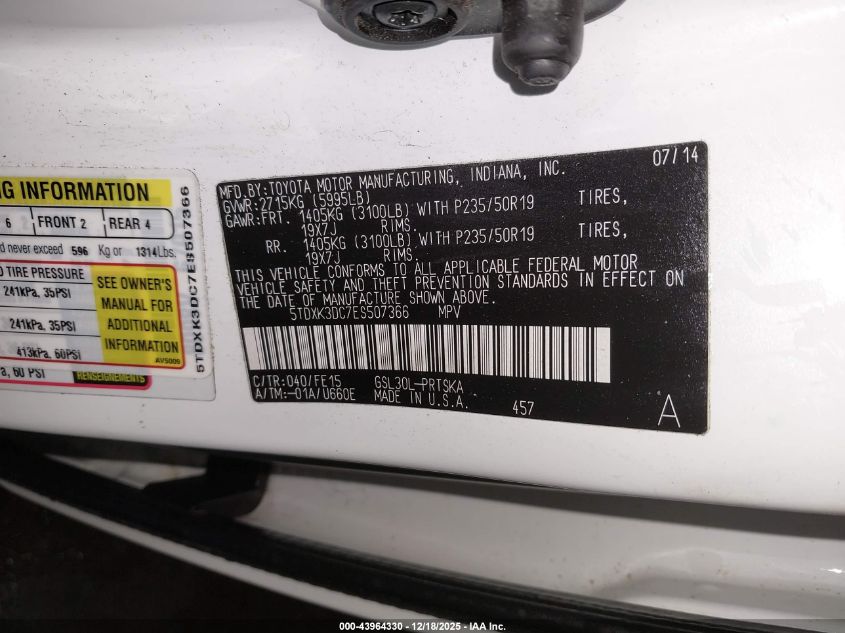 NG INFORMATION
6 FRONT 2 REAR 4
d never exceed 596 Kg or 1314Lbs.
TIRE PRESSURE
241kPa, 35PSI
241kPa, 35PSI
413kPa, 60PSI
a, 60 PSI
SEE OWNER'S
MANUAL FOR
ADDITIONAL
INFORMATION
AV5009
RENSEIGNEMENTS
5TDXK3DC7ES507366
07/14
MFD.BY:TOYOTA MOTOR MANUFACTURING, INDIANA, INC.
GVWR:2715KG (5995LB)
GAWR:FRT. 1405KG (3100LB) WITH P235/50R19 TIRES,
19X7J RIMS.
RR. 1405KG (3100LB) WITH P235/50R19 TIRES,
19X7J RIMS.
THIS VEHICLE CONFORMS TO ALL APPLICABLE FEDERAL MOTOR
VEHICLE SAFETY AND THEFT PREVENTION STANDARDS IN EFFECT ON
THE DATE OF MANUFACTURE SHOWN ABOVE.
5TDXK3DC7ES507366 MPV
C/TR:040/FE15 GSL30L-PRTSKA
A/TM:-01A/U660E MADE IN U.S.A.
457
A
000-43964330 - 12/18/2025 - IAA Inc.